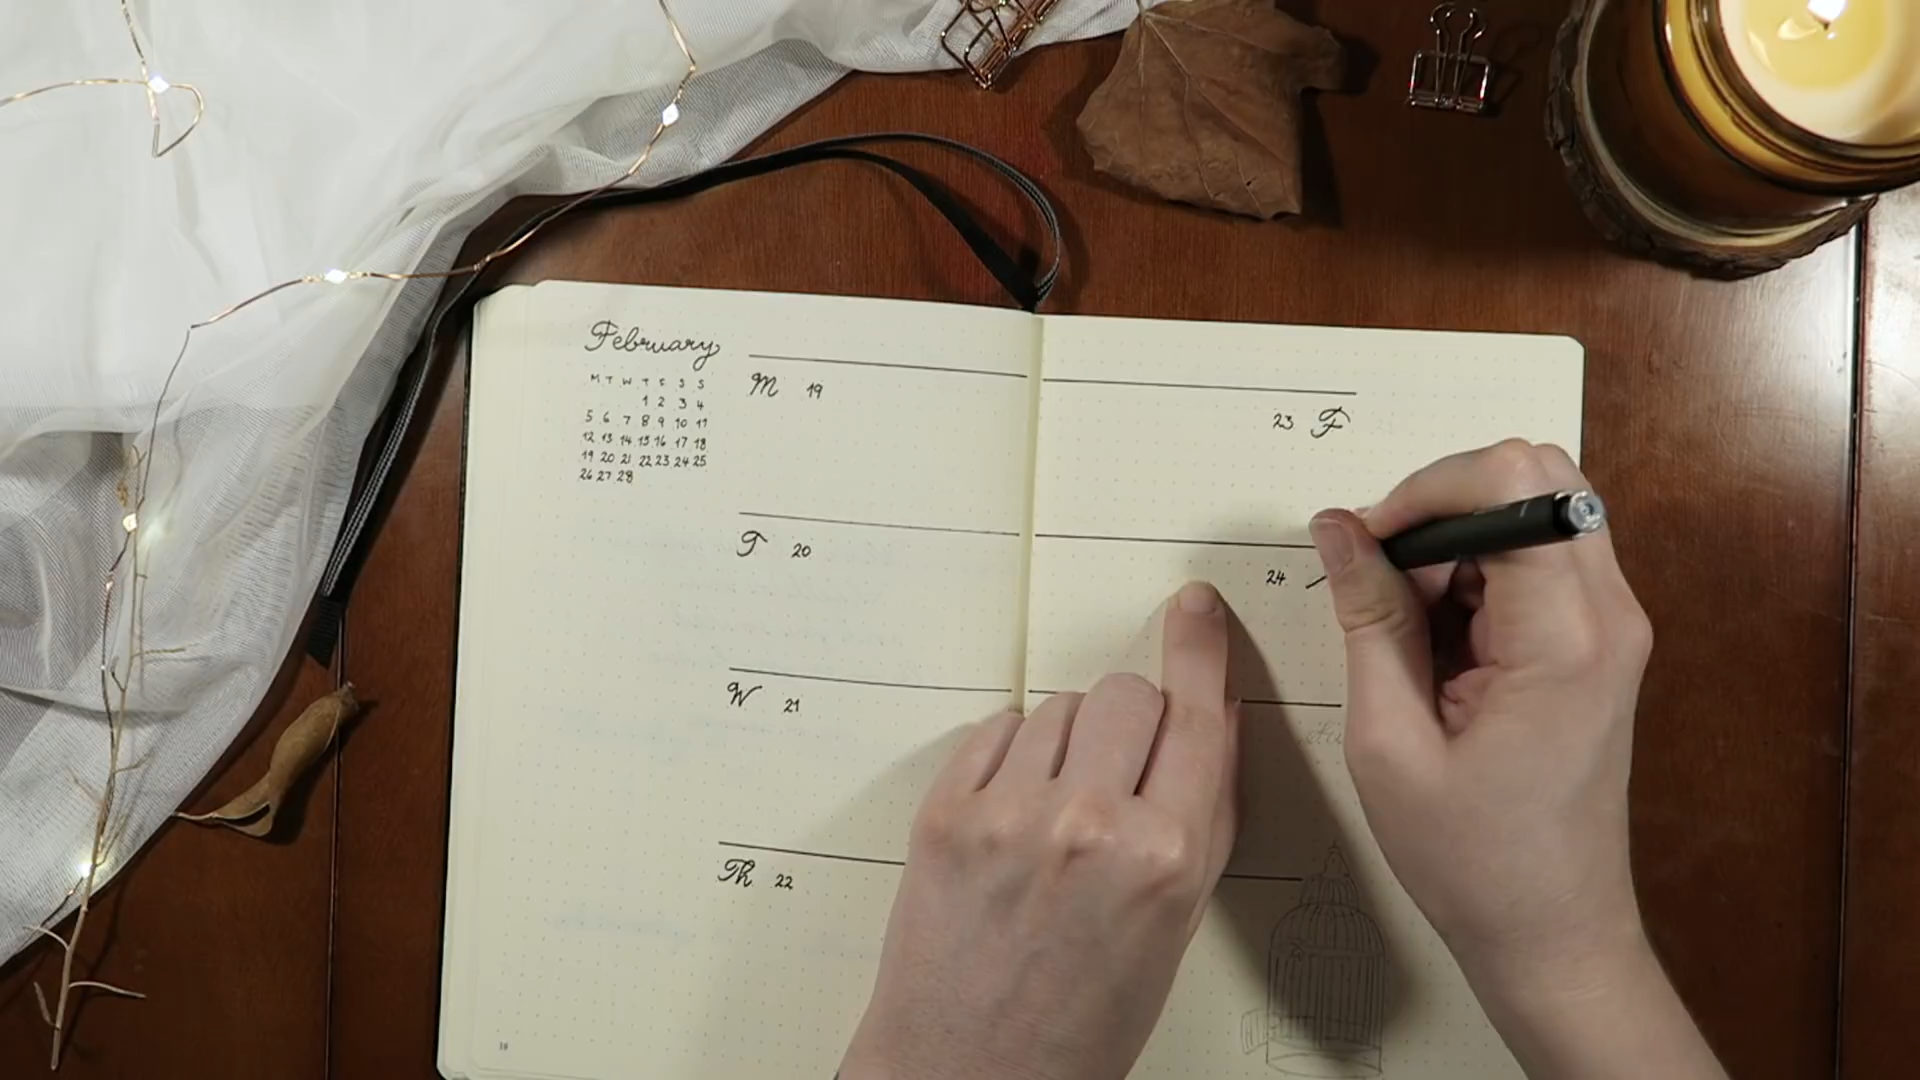 February
M T W T F S S
1 2 3 4
5 6 7 8 9 10 11
12 13 14 15 16 17 18
19 20 21 22 23 24 25
26 27 28
M 19
T 20
W 21
Th 22
23 F
24